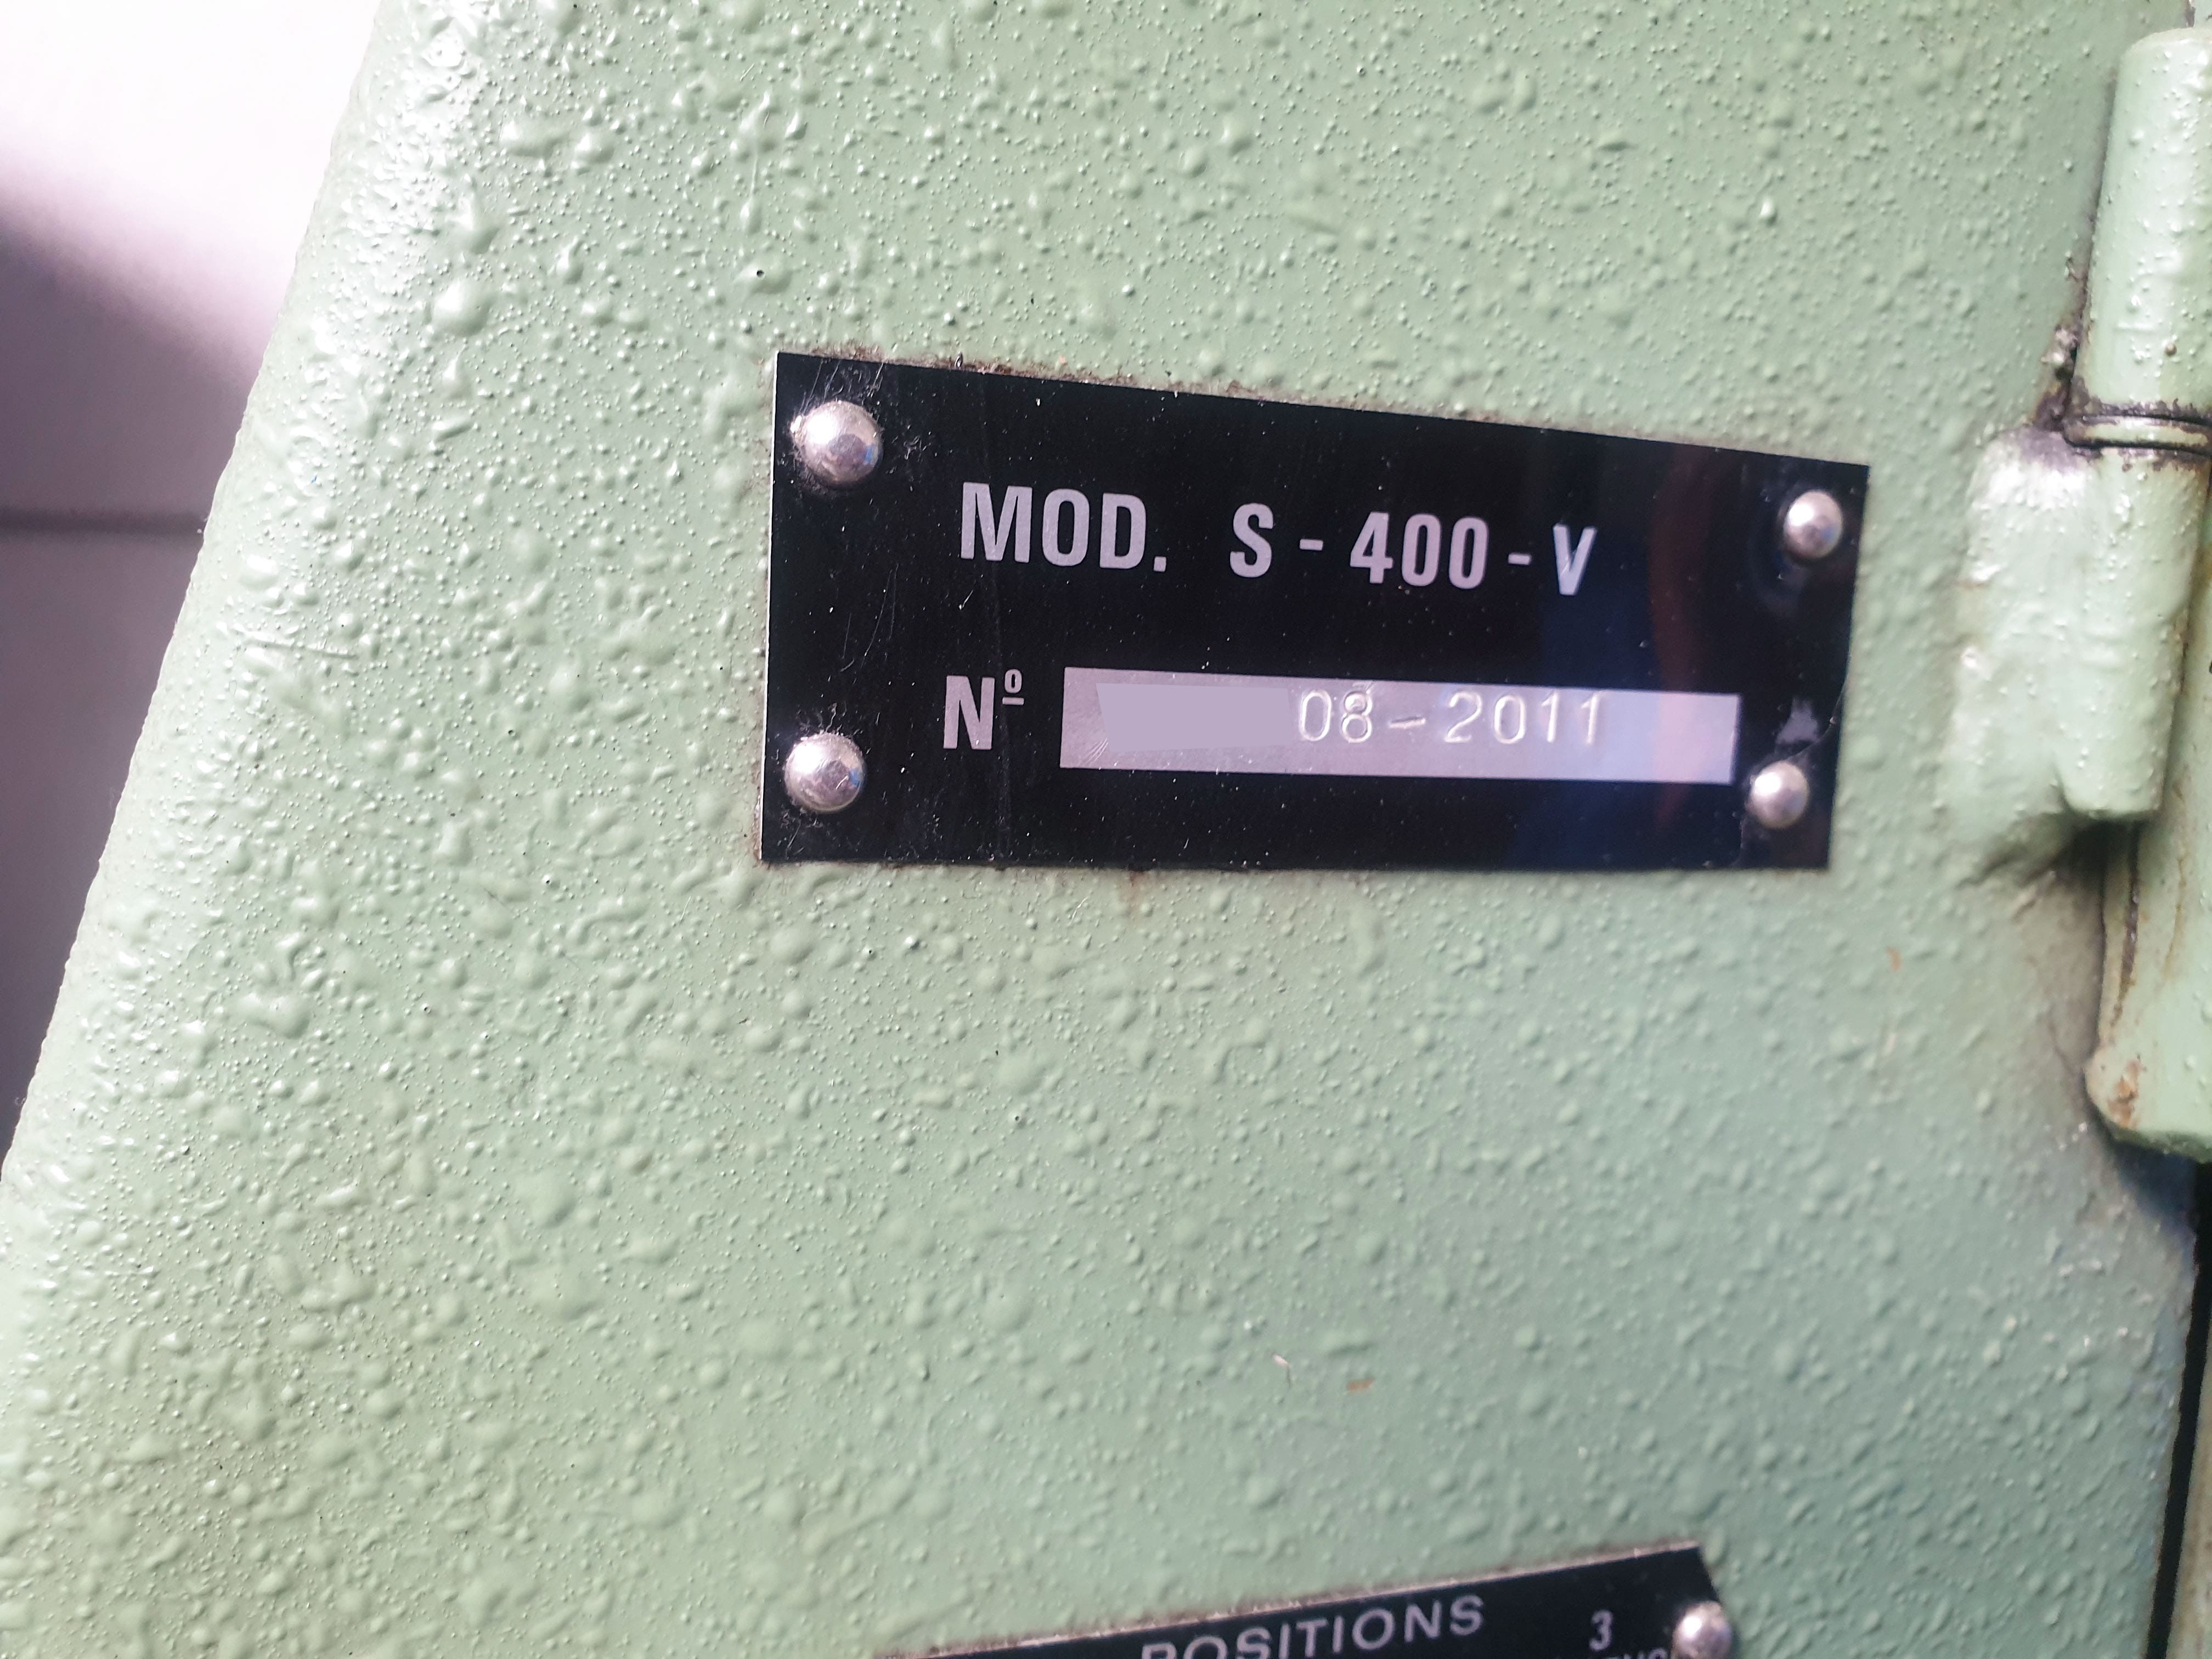 MOD. S-400-V
Nº 08-2011
POSITIONS
3